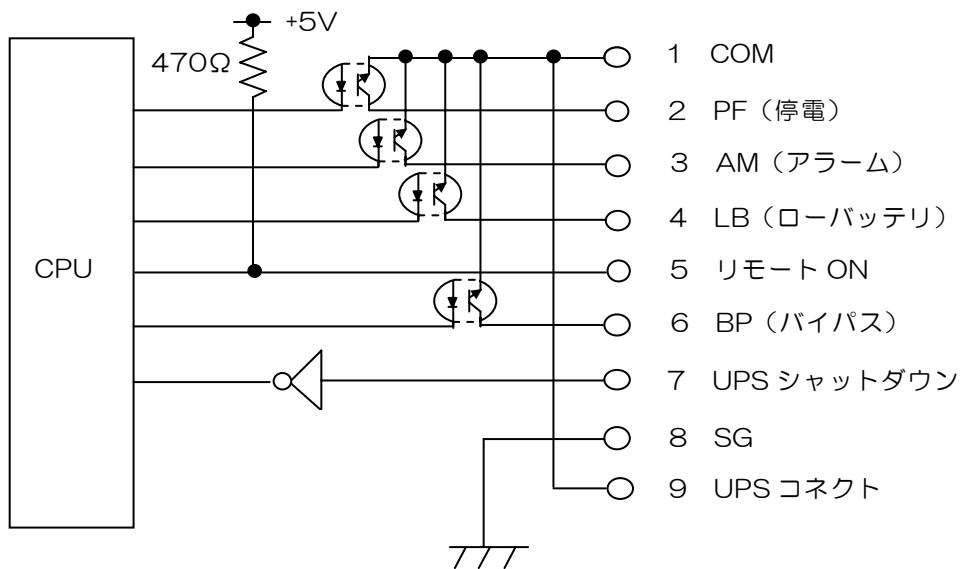 +5V
470Ω
1 COM
2 PF（停電）
3 AM（アラーム）
4 LB（ローバッテリ）
CPU
5 リモート ON
6 BP（バイパス）
7 UPS シャットダウン
8 SG
9 UPS コネクト